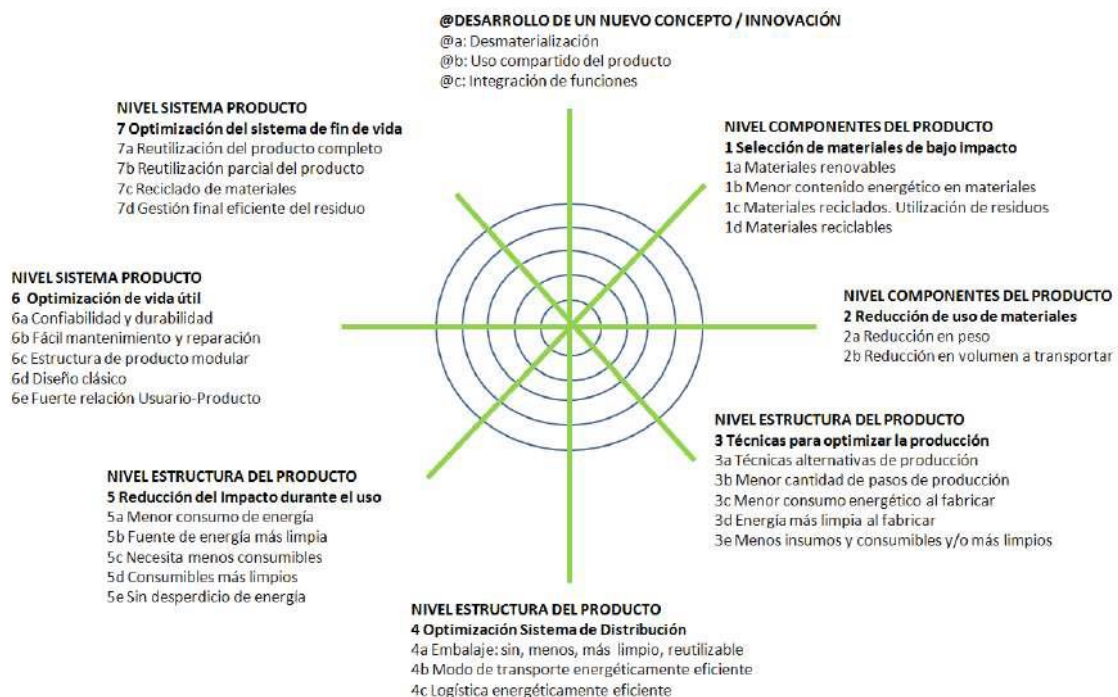 @DESARROLLO DE UN NUEVO CONCEPTO / INNOVACIÓN
@a: Desmaterialización
@b: Uso compartido del producto
@c: Integración de funciones
NIVEL COMPONENTES DEL PRODUCTO
1 Selección de materiales de bajo impacto
1a Materiales renovables
1b Menor contenido energético en materiales
1c Materiales reciclados. Utilización de residuos
1d Materiales reciclables
NIVEL COMPONENTES DEL PRODUCTO
2 Reducción de uso de materiales
2a Reducción en peso
2b Reducción en volumen a transportar
NIVEL ESTRUCTURA DEL PRODUCTO
3 Técnicas para optimizar la producción
3a Técnicas alternativas de producción
3b Menor cantidad de pasos de producción
3c Menor consumo energético al fabricar
3d Energía más limpia al fabricar
3e Menos insumos y consumibles y/o más limpios
NIVEL ESTRUCTURA DEL PRODUCTO
4 Optimización Sistema de Distribución
4a Embalaje: sin, menos, más limpio, reutilizable
4b Modo de transporte energéticamente eficiente
4c Logística energéticamente eficiente
NIVEL ESTRUCTURA DEL PRODUCTO
5 Reducción del Impacto durante el uso
5a Menor consumo de energía
5b Fuente de energía más limpia
5c Necesita menos consumibles
5d Consumibles más limpios
5e Sin desperdicio de energía
NIVEL SISTEMA PRODUCTO
6 Optimización de vida útil
6a Confiabilidad y durabilidad
6b Fácil mantenimiento y reparación
6c Estructura de producto modular
6d Diseño clásico
6e Fuerte relación Usuario-Producto
NIVEL SISTEMA PRODUCTO
7 Optimización del sistema de fin de vida
7a Reutilización del producto completo
7b Reutilización parcial del producto
7c Reciclado de materiales
7d Gestión final eficiente del residuo